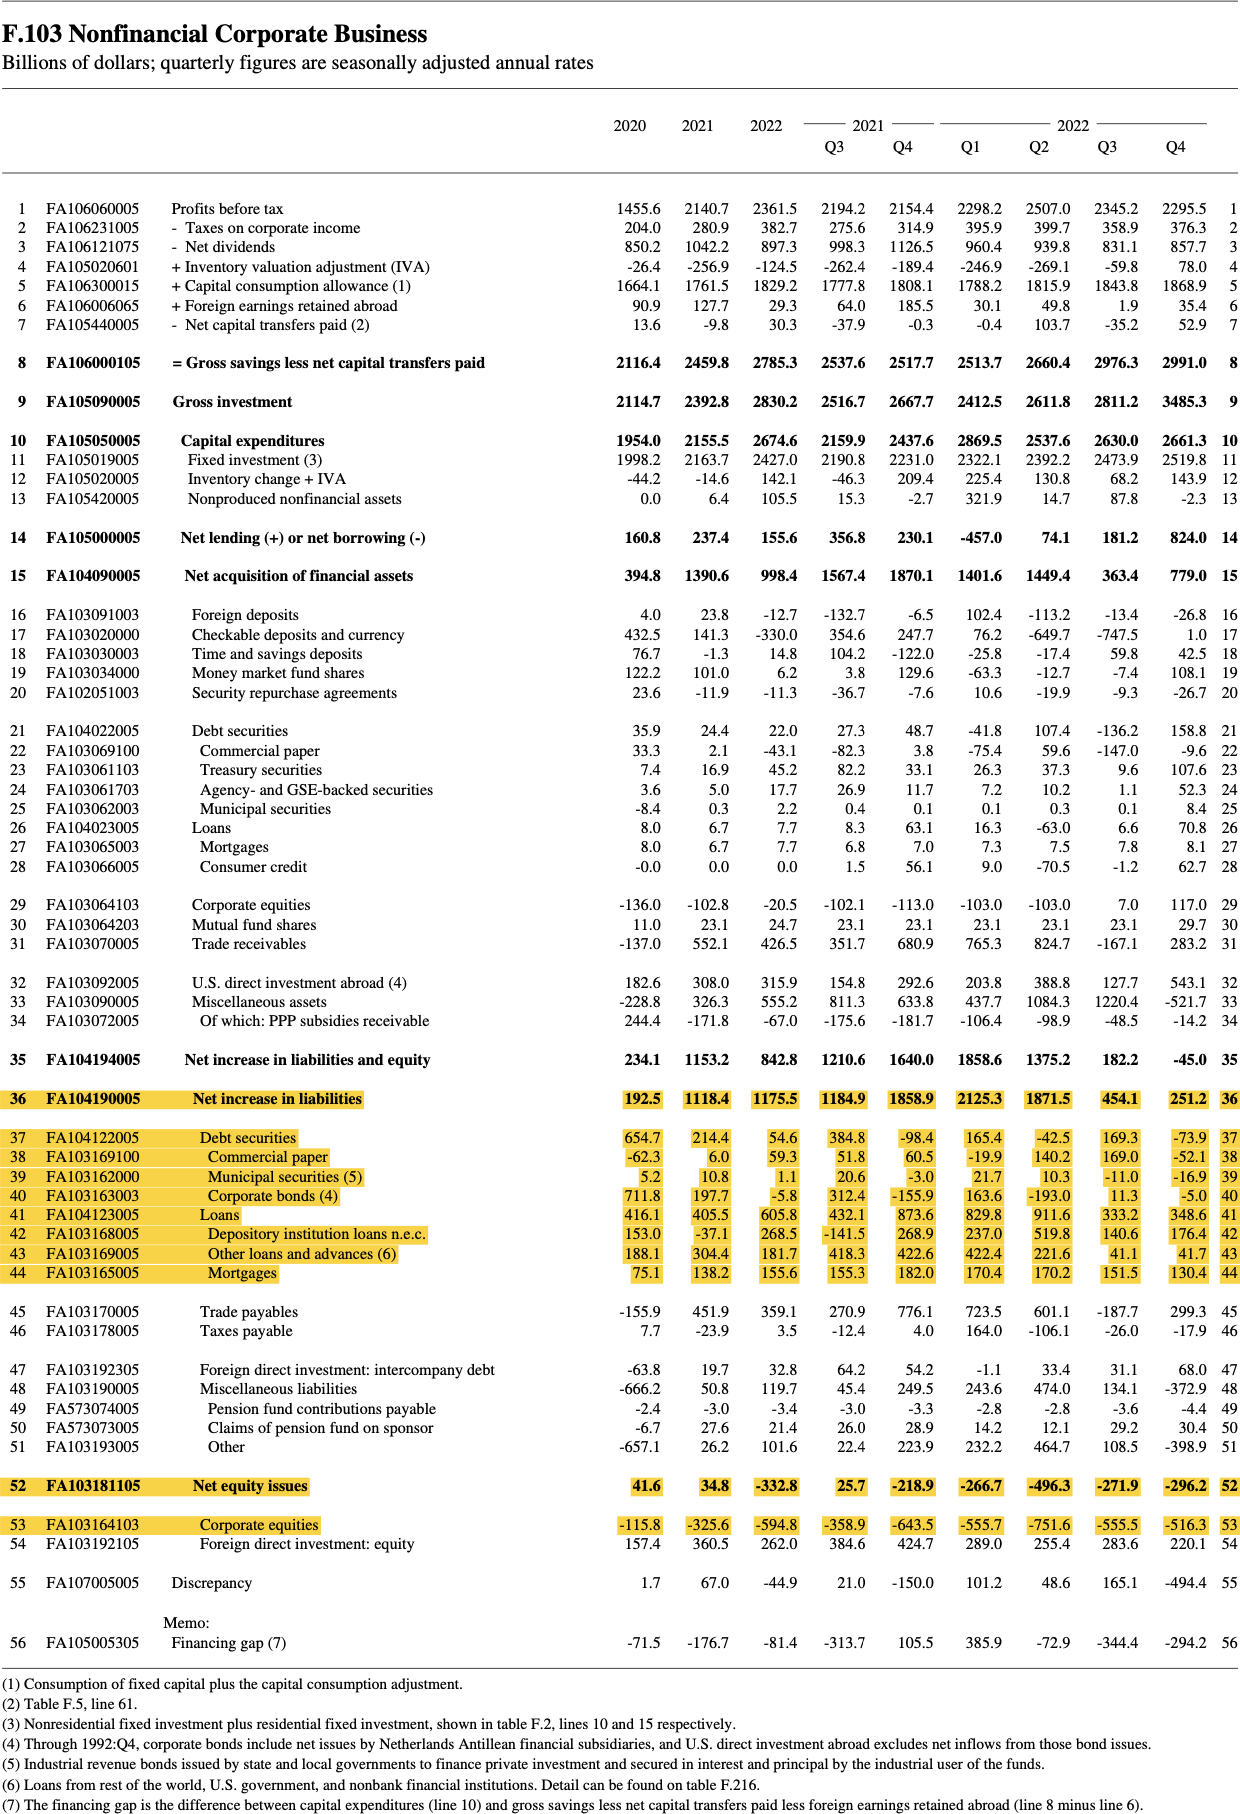 F.103 Nonfinancial Corporate Business
Billions of dollars; quarterly figures are seasonally adjusted annual rates
2020 2021 2022 2021 2022
Q3 Q4 Q1 Q2 Q3 Q4
1 FA106060005 Profits before tax 1455.6 2140.7 2361.5 2194.2 2154.4 2298.2 2507.0 2345.2 2295.5 1
2 FA106231005 - Taxes on corporate income 204.0 280.9 382.7 275.6 314.9 395.9 399.7 358.9 376.3 2
3 FA106121075 - Net dividends 850.2 1042.2 897.3 998.3 1126.5 960.4 939.8 831.1 857.7 3
4 FA105020601 + Inventory valuation adjustment (IVA) -26.4 -256.9 -124.5 -262.4 -189.4 -246.9 -269.1 -59.8 78.0 4
5 FA106300015 + Capital consumption allowance (1) 1664.1 1761.5 1829.2 1777.8 1808.1 1788.2 1815.9 1843.8 1868.9 5
6 FA106006065 + Foreign earnings retained abroad 90.9 127.7 29.3 64.0 185.5 30.1 49.8 1.9 35.4 6
7 FA105440005 - Net capital transfers paid (2) 13.6 -9.8 30.3 -37.9 -0.3 -0.4 103.7 -35.2 52.9 7
8 FA106000105 = Gross savings less net capital transfers paid 2116.4 2459.8 2785.3 2537.6 2517.7 2513.7 2660.4 2976.3 2991.0 8
9 FA105090005 Gross investment 2114.7 2392.8 2830.2 2516.7 2667.7 2412.5 2611.8 2811.2 3485.3 9
10 FA105050005 Capital expenditures 1954.0 2155.5 2674.6 2159.9 2437.6 2869.5 2537.6 2630.0 2661.3 10
11 FA105019005 Fixed investment (3) 1998.2 2163.7 2427.0 2190.8 2231.0 2322.1 2392.2 2473.9 2519.8 11
12 FA105020005 Inventory change + IVA -44.2 -14.6 142.1 -46.3 209.4 225.4 130.8 68.2 143.9 12
13 FA105420005 Nonproduced nonfinancial assets 0.0 6.4 105.5 15.3 -2.7 321.9 14.7 87.8 -2.3 13
14 FA105000005 Net lending (+) or net borrowing (-) 160.8 237.4 155.6 356.8 230.1 -457.0 74.1 181.2 824.0 14
15 FA104090005 Net acquisition of financial assets 394.8 1390.6 998.4 1567.4 1870.1 1401.6 1449.4 363.4 779.0 15
16 FA103091003 Foreign deposits 4.0 23.8 -12.7 -132.7 -6.5 102.4 -113.2 -13.4 -26.8 16
17 FA103020000 Checkable deposits and currency 432.5 141.3 -330.0 354.6 247.7 76.2 -649.7 -747.5 1.0 17
18 FA103030003 Time and savings deposits 76.7 -1.3 14.8 104.2 -122.0 -25.8 -17.4 59.8 42.5 18
19 FA103034000 Money market fund shares 122.2 101.0 6.2 3.8 129.6 -63.3 -12.7 -7.4 108.1 19
20 FA102051003 Security repurchase agreements 23.6 -11.9 -11.3 -36.7 -7.6 10.6 -19.9 -9.3 -26.7 20
21 FA104022005 Debt securities 35.9 24.4 22.0 27.3 48.7 -41.8 107.4 -136.2 158.8 21
22 FA103069100 Commercial paper 33.3 2.1 -43.1 -82.3 3.8 -75.4 59.6 -147.0 -9.6 22
23 FA103061103 Treasury securities 7.4 16.9 45.2 82.2 33.1 26.3 37.3 9.6 107.6 23
24 FA103061703 Agency- and GSE-backed securities 3.6 5.0 17.7 26.9 11.7 7.2 10.2 1.1 52.3 24
25 FA103062003 Municipal securities -8.4 0.3 2.2 0.4 0.1 0.1 0.3 0.1 8.4 25
26 FA104023005 Loans 8.0 6.7 7.7 8.3 63.1 16.3 -63.0 6.6 70.8 26
27 FA103065003 Mortgages 8.0 6.7 7.7 6.8 7.0 7.3 7.5 7.8 8.1 27
28 FA103066005 Consumer credit -0.0 0.0 0.0 1.5 56.1 9.0 -70.5 -1.2 62.7 28
29 FA103064103 Corporate equities -136.0 -102.8 -20.5 -102.1 -113.0 -103.0 -103.0 7.0 117.0 29
30 FA103064203 Mutual fund shares 11.0 23.1 24.7 23.1 23.1 23.1 23.1 23.1 29.7 30
31 FA103070005 Trade receivables -137.0 552.1 426.5 351.7 680.9 765.3 824.7 -167.1 283.2 31
32 FA103092005 U.S. direct investment abroad (4) 182.6 308.0 315.9 154.8 292.6 203.8 388.8 127.7 543.1 32
33 FA103090005 Miscellaneous assets -228.8 326.3 555.2 811.3 633.8 437.7 1084.3 1220.4 -521.7 33
34 FA103072005 Of which: PPP subsidies receivable 244.4 -171.8 -67.0 -175.6 -181.7 -106.4 -98.9 -48.5 -14.2 34
35 FA104194005 Net increase in liabilities and equity 234.1 1153.2 842.8 1210.6 1640.0 1858.6 1375.2 182.2 -45.0 35
36 FA104190005 Net increase in liabilities 192.5 1118.4 1175.5 1184.9 1858.9 2125.3 1871.5 454.1 251.2 36
37 FA104122005 Debt securities 654.7 214.4 54.6 384.8 -98.4 165.4 -42.5 169.3 -73.9 37
38 FA103169100 Commercial paper -62.3 6.0 59.3 51.8 60.5 -19.9 140.2 169.0 -52.1 38
39 FA103162000 Municipal securities (5) 5.2 10.8 1.1 20.6 -3.0 21.7 10.3 -11.0 -16.9 39
40 FA103163003 Corporate bonds (4) 711.8 197.7 -5.8 312.4 -155.9 163.6 -193.0 11.3 -5.0 40
41 FA104123005 Loans 416.1 405.5 605.8 432.1 873.6 829.8 911.6 333.2 348.6 41
42 FA103168005 Depository institution loans n.e.c. 153.0 -37.1 268.5 -141.5 268.9 237.0 519.8 140.6 176.4 42
43 FA103169005 Other loans and advances (6) 188.1 304.4 181.7 418.3 422.6 422.4 221.6 41.1 41.7 43
44 FA103165005 Mortgages 75.1 138.2 155.6 155.3 182.0 170.4 170.2 151.5 130.4 44
45 FA103170005 Trade payables -155.9 451.9 359.1 270.9 776.1 723.5 601.1 -187.7 299.3 45
46 FA103178005 Taxes payable 7.7 -23.9 3.5 -12.4 4.0 164.0 -106.1 -26.0 -17.9 46
47 FA103192305 Foreign direct investment: intercompany debt -63.8 19.7 32.8 64.2 54.2 -1.1 33.4 31.1 68.0 47
48 FA103190005 Miscellaneous liabilities -666.2 50.8 119.7 45.4 249.5 243.6 474.0 134.1 -372.9 48
49 FA573074005 Pension fund contributions payable -2.4 -3.0 -3.4 -3.0 -3.3 -2.8 -2.8 -3.6 -4.4 49
50 FA573073005 Claims of pension fund on sponsor -6.7 27.6 21.4 26.0 28.9 14.2 12.1 29.2 30.4 50
51 FA103193005 Other -657.1 26.2 101.6 22.4 223.9 232.2 464.7 108.5 -398.9 51
52 FA103181105 Net equity issues 41.6 34.8 -332.8 25.7 -218.9 -266.7 -496.3 -271.9 -296.2 52
53 FA103164103 Corporate equities -115.8 -325.6 -594.8 -358.9 -643.5 -555.7 -751.6 -555.5 -516.3 53
54 FA103192105 Foreign direct investment: equity 157.4 360.5 262.0 384.6 424.7 289.0 255.4 283.6 220.1 54
55 FA107005005 Discrepancy 1.7 67.0 -44.9 21.0 -150.0 101.2 48.6 165.1 -494.4 55
Memo:
56 FA105005305 Financing gap (7) -71.5 -176.7 -81.4 -313.7 105.5 385.9 -72.9 -344.4 -294.2 56
(1) Consumption of fixed capital plus the capital consumption adjustment.
(2) Table F.5, line 61.
(3) Nonresidential fixed investment plus residential fixed investment, shown in table F.2, lines 10 and 15 respectively.
(4) Through 1992:Q4, corporate bonds include net issues by Netherlands Antillean financial subsidiaries, and U.S. direct investment abroad excludes net inflows from those bond issues.
(5) Industrial revenue bonds issued by state and local governments to finance private investment and secured in interest and principal by the industrial user of the funds.
(6) Loans from rest of the world, U.S. government, and nonbank financial institutions. Detail can be found on table F.216.
(7) The financing gap is the difference between capital expenditures (line 10) and gross savings less net capital transfers paid less foreign earnings retained abroad (line 8 minus line 6).